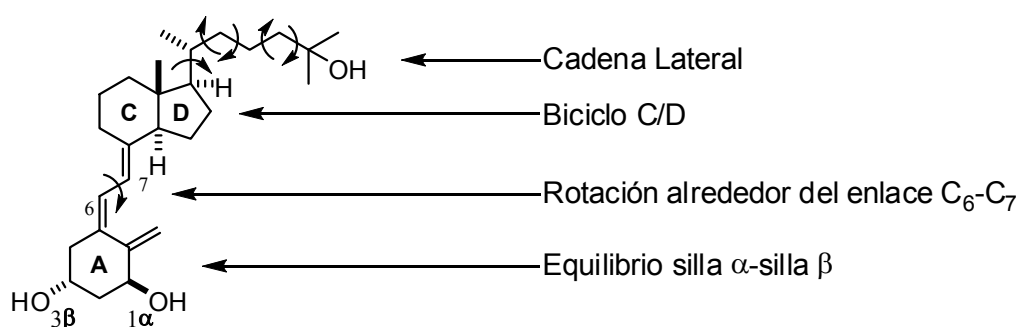 OH
Cadena Lateral
H
C D
Biciclo C/D
H
7
Rotación alrededor del enlace C6-C7
6
A
Equilibrio silla α-silla β
HO OH
3β 1α